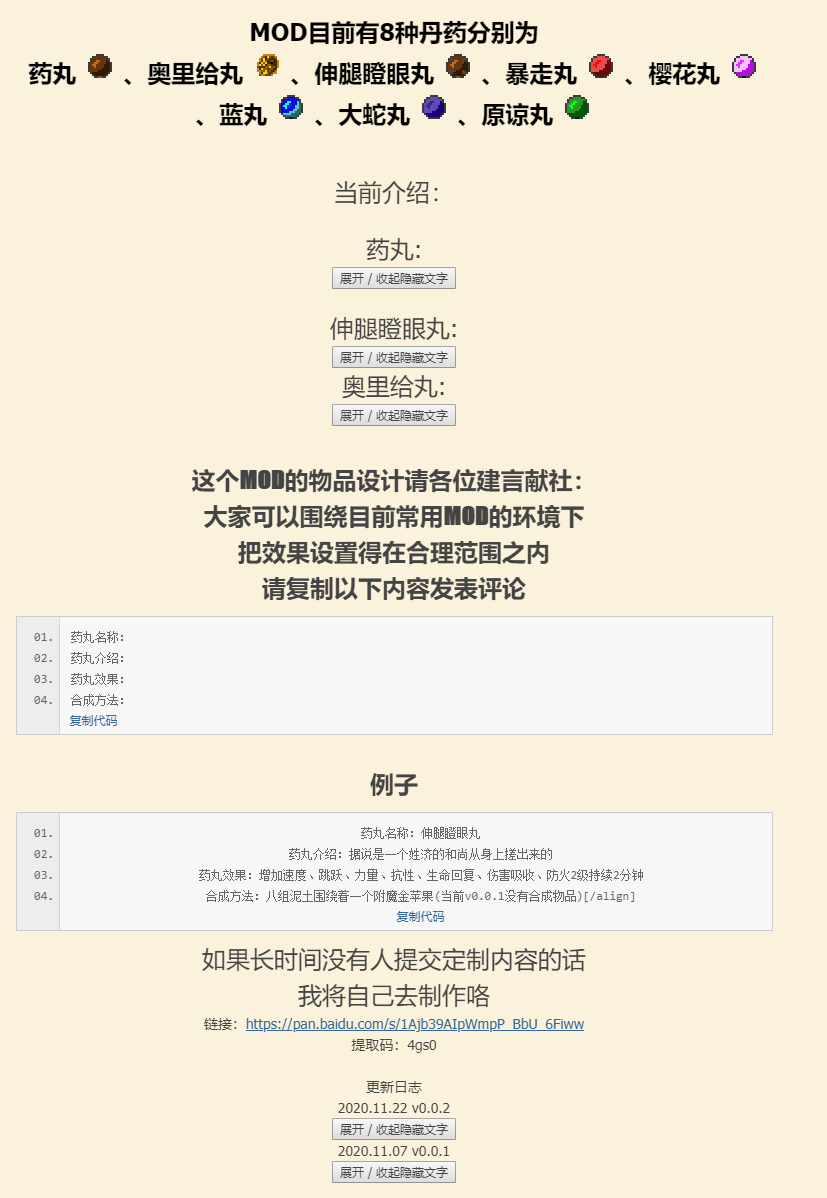 MOD目前有8种丹药分别为
药丸 、奥里给丸 、伸腿瞪眼丸 、暴走丸 、樱花丸
、蓝丸 、大蛇丸 、原谅丸
当前介绍：
药丸：
展开 / 收起隐藏文字
伸腿瞪眼丸：
展开 / 收起隐藏文字
奥里给丸：
展开 / 收起隐藏文字
这个MOD的物品设计请各位建言献社：
大家可以围绕目前常用MOD的环境下
把效果设置得在合理范围之内
请复制以下内容发表评论
01. 药丸名称：
02. 药丸介绍：
03. 药丸效果：
04. 合成方法：
复制代码
例子
01. 药丸名称：伸腿瞪眼丸
02. 药丸介绍：据说是一个姓济的和尚从身上搓出来的
03. 药丸效果：增加速度、跳跃、力量、抗性、生命回复、伤害吸收、防火2级持续2分钟
04. 合成方法：八组泥土围绕着一个附魔金苹果(当前v0.0.1没有合成物品)[/align]
复制代码
如果长时间没有人提交定制内容的话
我将自己去制作咯
链接：https://pan.baidu.com/s/1Ajb39AIpWmpP_BbU_6Fiww
提取码：4gs0
更新日志
2020.11.22 v0.0.2
展开 / 收起隐藏文字
2020.11.07 v0.0.1
展开 / 收起隐藏文字